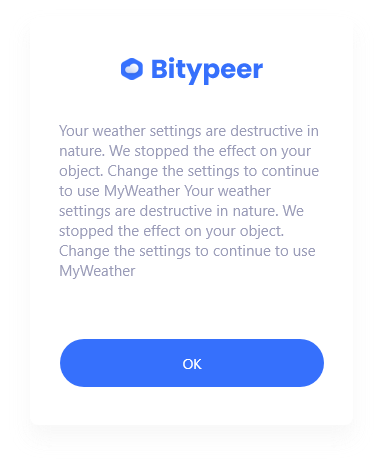 Bitypeer
Your weather settings are destructive in
nature. We stopped the effect on your
object. Change the settings to continue
to use MyWeather Your weather
settings are destructive in nature. We
stopped the effect on your object.
Change the settings to continue to use
MyWeather
OK